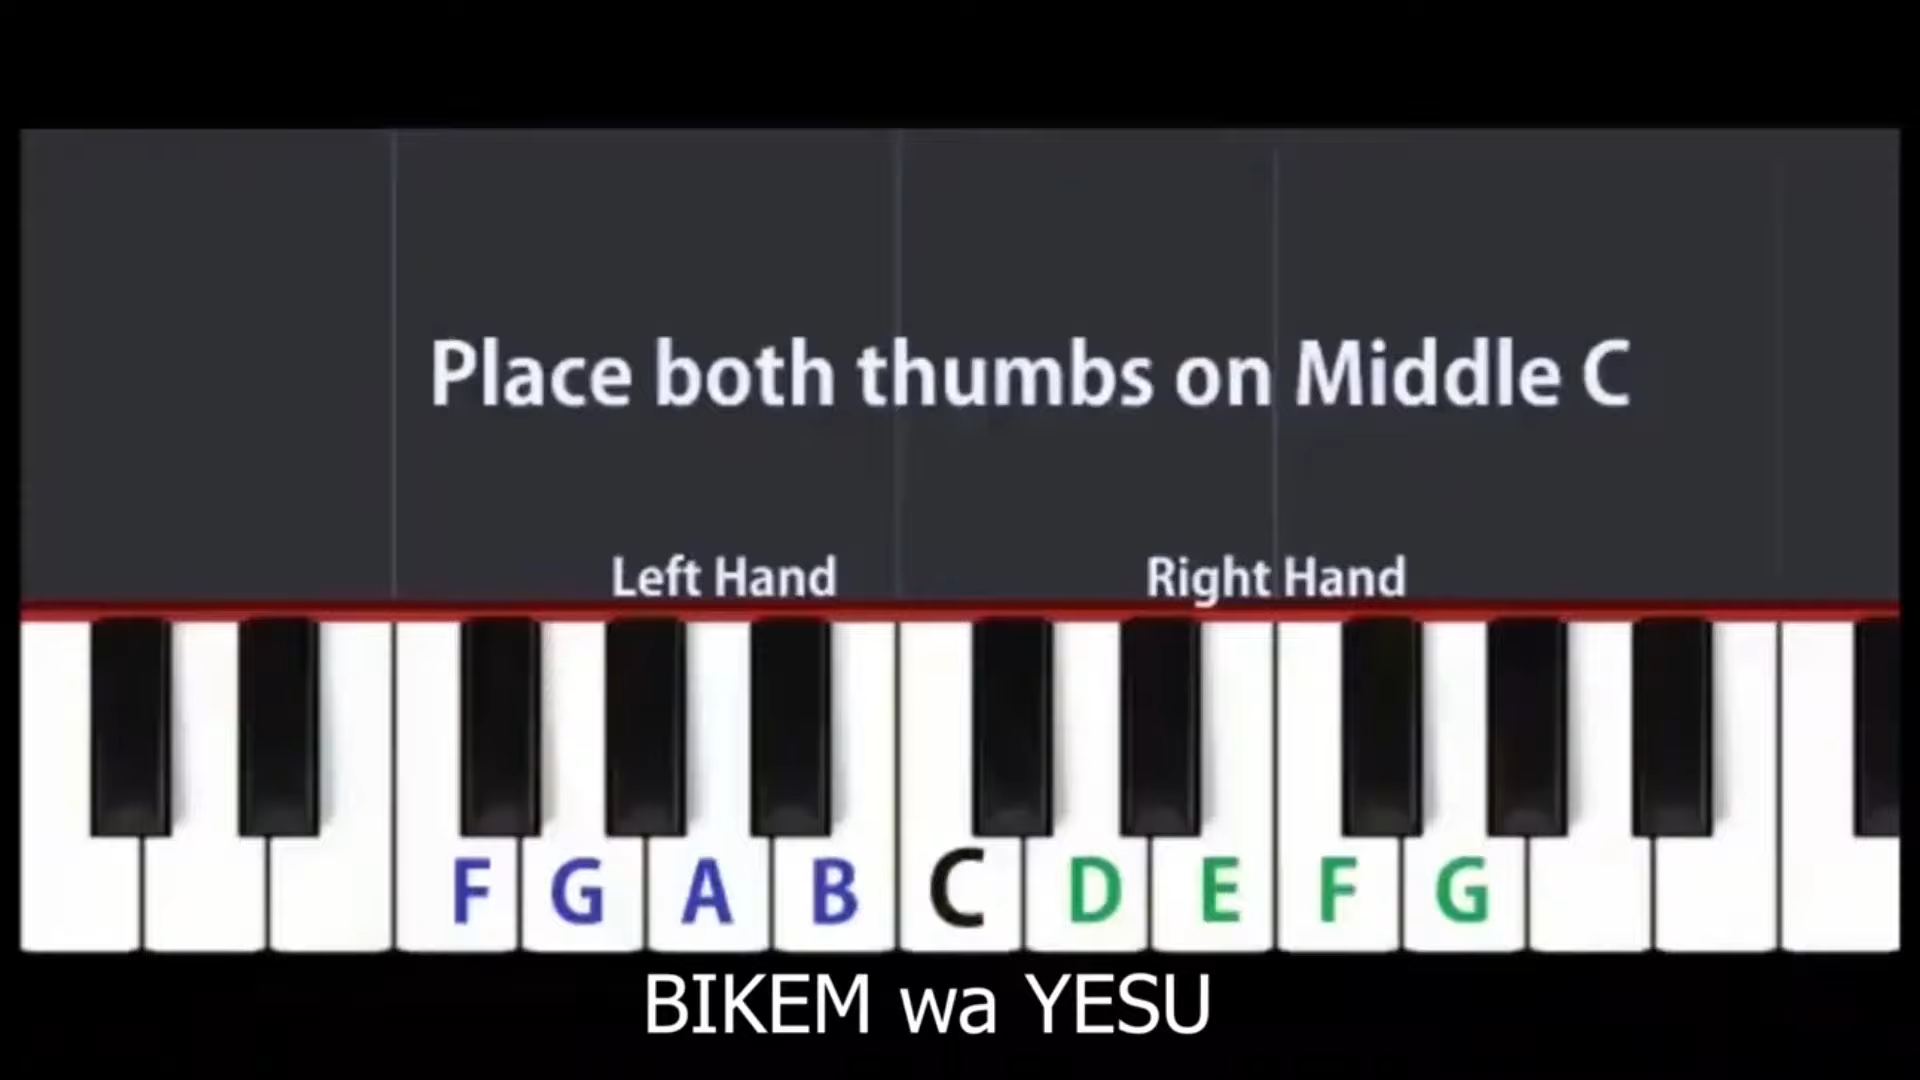 Place both thumbs on Middle C
Left Hand Right Hand
F G A B C D E F G
BIKEM wa YESU